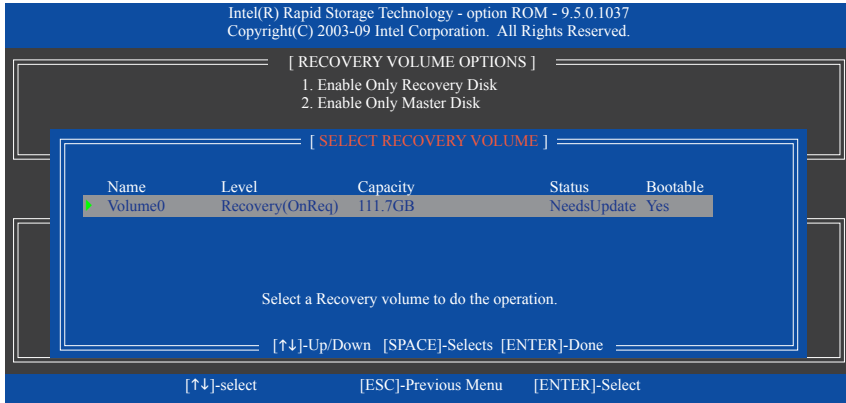 Intel(R) Rapid Storage Technology - option ROM - 9.5.0.1037
Copyright(C) 2003-09 Intel Corporation. All Rights Reserved.
[ RECOVERY VOLUME OPTIONS ]
1. Enable Only Recovery Disk
2. Enable Only Master Disk
[ SELECT RECOVERY VOLUME ]
Name Level Capacity Status Bootable
Volume0 Recovery(OnReq) 111.7GB NeedsUpdate Yes
Select a Recovery volume to do the operation.
[↑↓]-Up/Down [SPACE]-Selects [ENTER]-Done
[↑↓]-select [ESC]-Previous Menu [ENTER]-Select